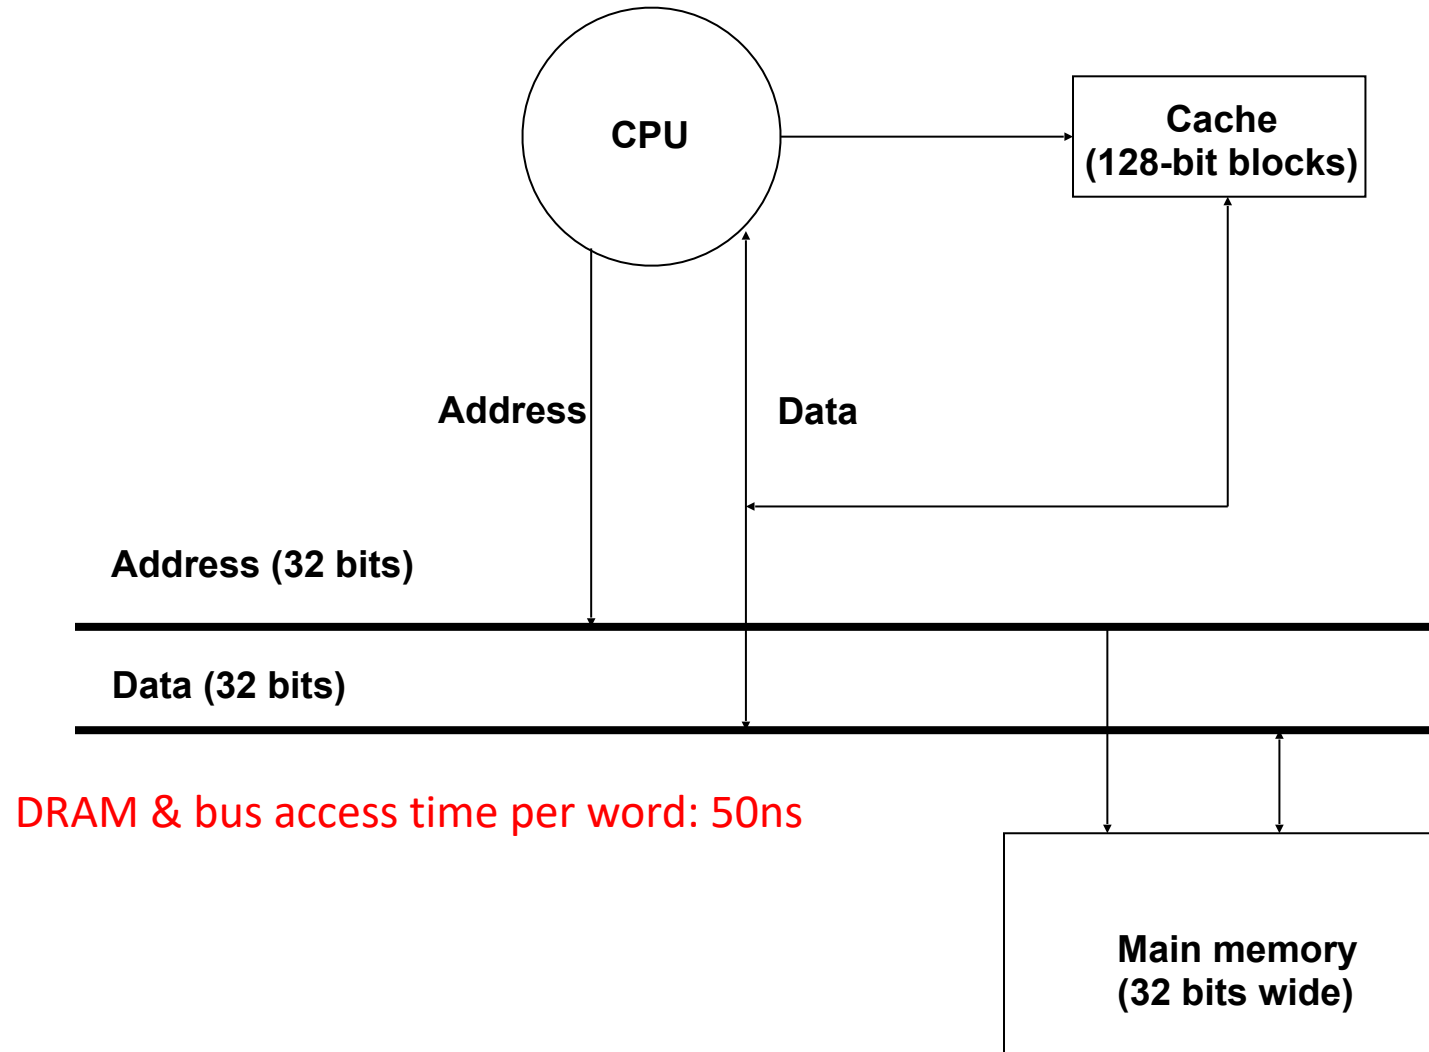 CPU
Cache
(128-bit blocks)
Address
Data
Address (32 bits)
Data (32 bits)
DRAM & bus access time per word: 50ns
Main memory
(32 bits wide)